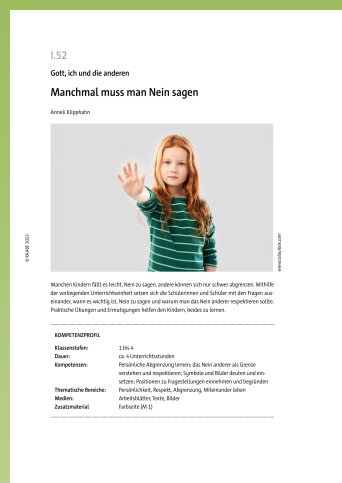 I.52
Gott, ich und die anderen
Manchmal muss man Nein sagen
Anneli Klipphahn
© RAABE 2023
www.colourbox.com
Manchen Kindern fällt es leicht, Nein zu sagen, andere können sich nur schwer abgrenzen. Mithilfe
der vorliegenden Unterrichtseinheit setzen sich die Schülerinnen und Schüler mit den Fragen aus-
einander, wann es wichtig ist, Nein zu sagen und warum man das Nein anderer respektieren sollte.
Praktische Übungen und Ermutigungen helfen den Kindern, beides zu lernen.
KOMPETENZPROFIL
Klassenstufen: 1 bis 4
Dauer: ca. 4 Unterrichtsstunden
Kompetenzen: Persönliche Abgrenzung lernen; das Nein anderer als Grenze
verstehen und respektieren; Symbole und Bilder deuten und ein-
setzen; Positionen zu Fragestellungen einnehmen und begründen
Thematische Bereiche: Persönlichkeit, Respekt, Abgrenzung, Miteinander leben
Medien: Arbeitsblätter, Texte, Bilder
Zusatzmaterial Farbseite (M 1)